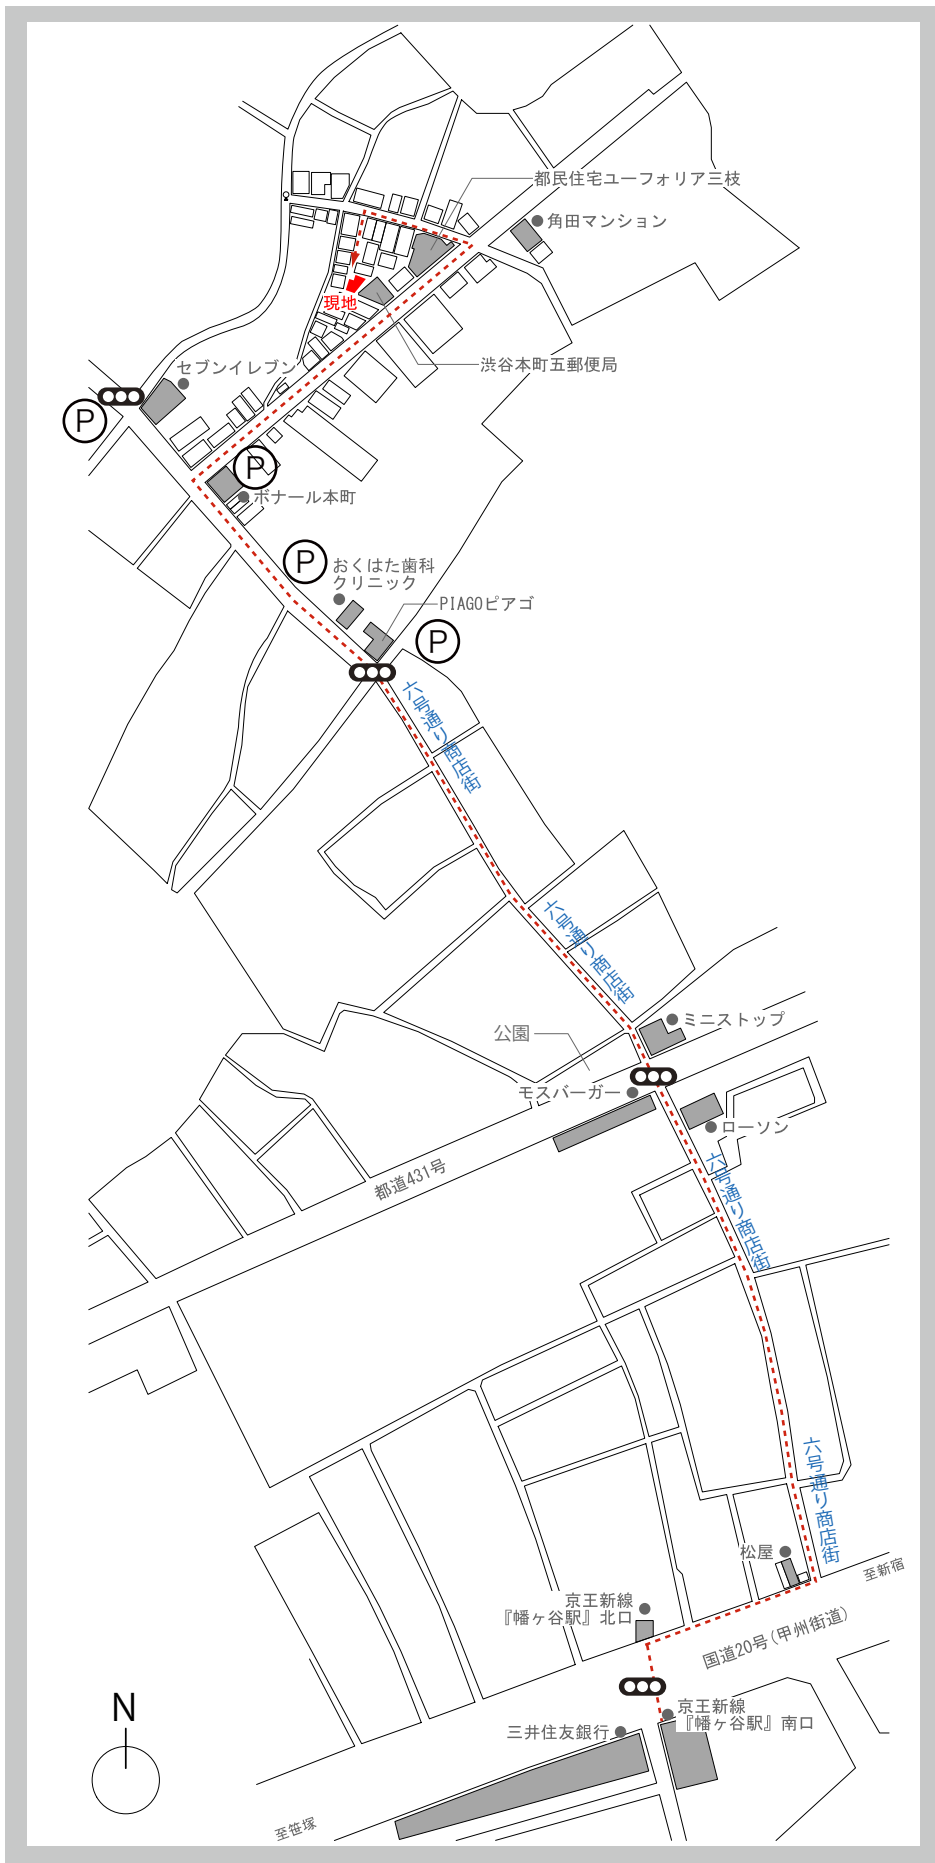 都民住宅ユーフォリア三枝
角田マンション
現地
セブンイレブン
渋谷本町五郵便局
P
P
ボナール本町
P
おくはた歯科
クリニック
PIAGOピアゴ
P
六号通り商店街
六号通り商店街
ミニストップ
公園
モスバーガー
ローソン
六号通り商店街
都道431号
六号通り商店街
松屋
至新宿
京王新線
『幡ヶ谷駅』北口
国道20号(甲州街道)
京王新線
『幡ヶ谷駅』南口
三井住友銀行
N
至笹塚